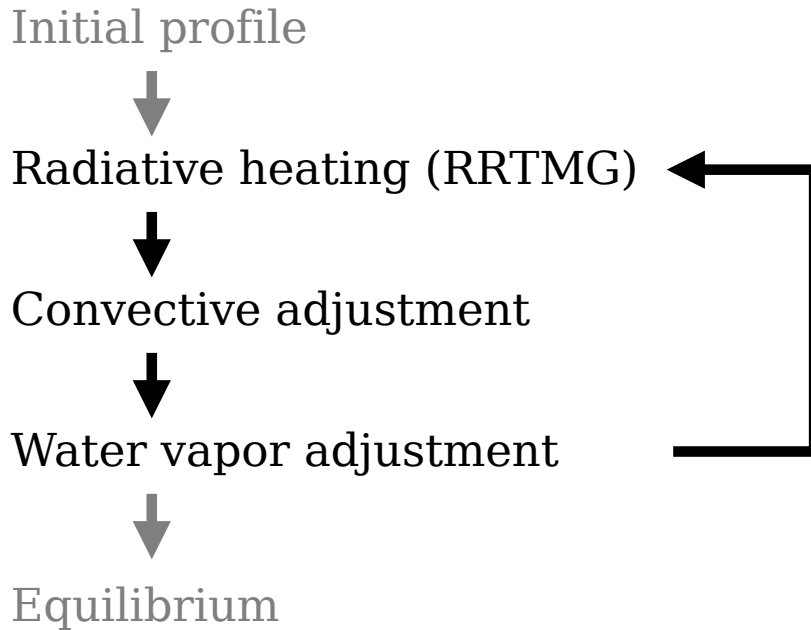 Initial profile
Radiative heating (RRTMG)
Convective adjustment
Water vapor adjustment
Equilibrium